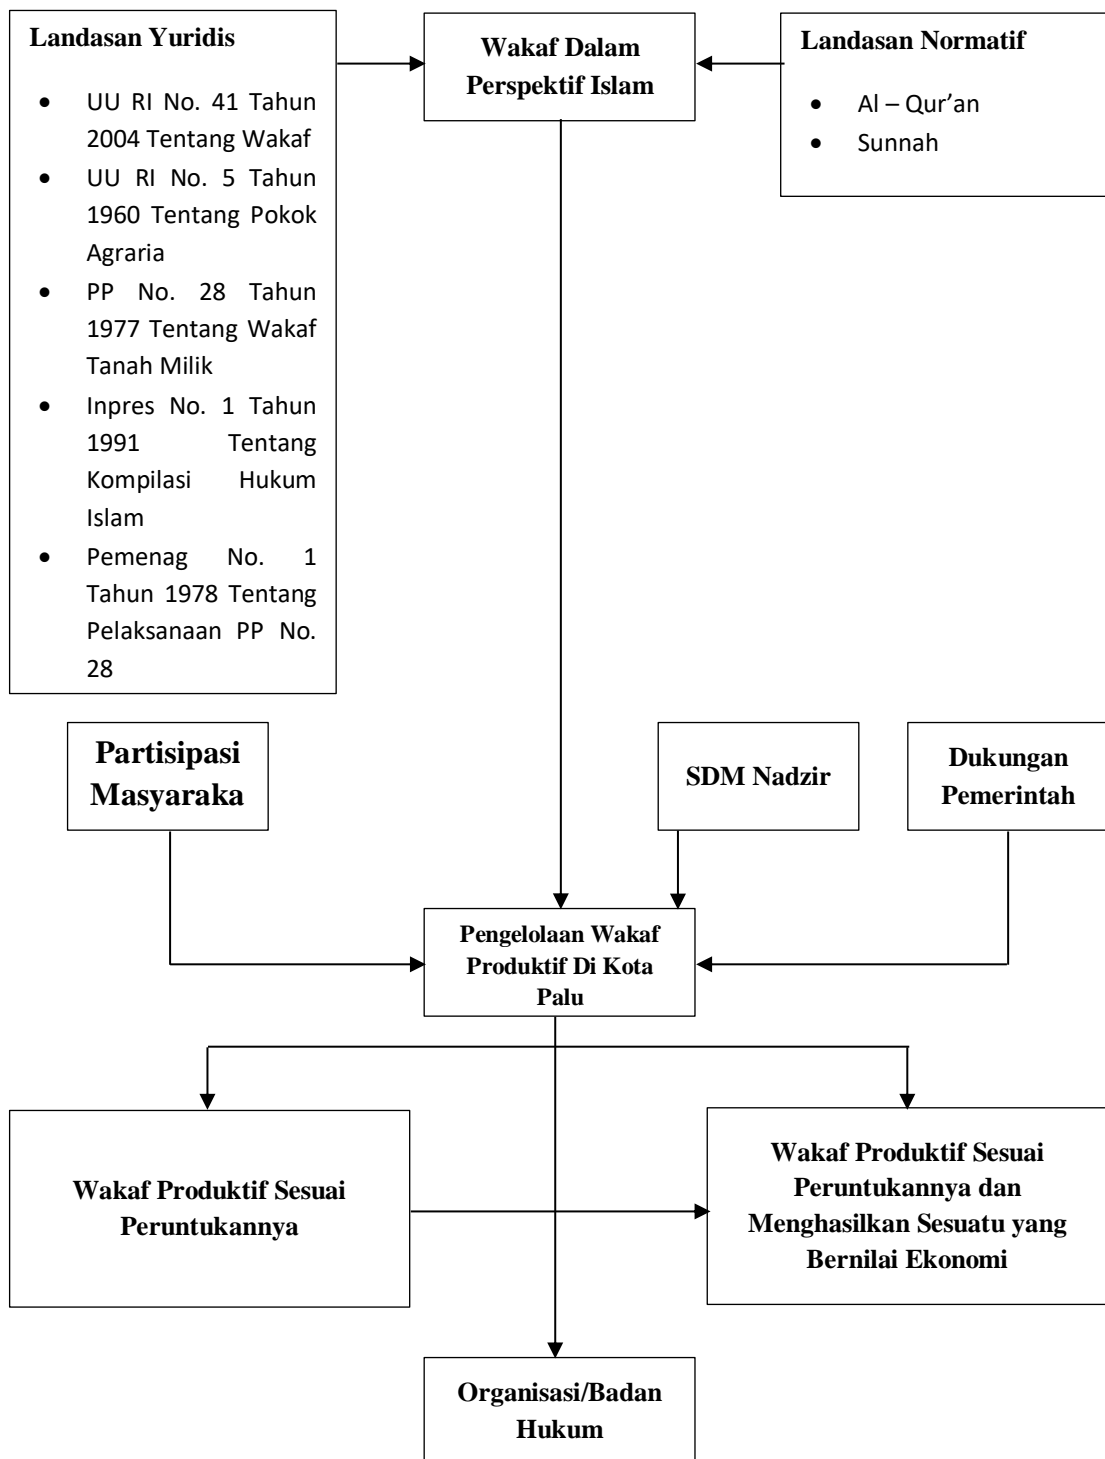 Landasan Yuridis
• UU RI No. 41 Tahun
2004 Tentang Wakaf
• UU RI No. 5 Tahun
1960 Tentang Pokok
Agraria
• PP No. 28 Tahun
1977 Tentang Wakaf
Tanah Milik
• Inpres No. 1 Tahun
1991 Tentang
Kompilasi Hukum
Islam
• Pemenag No. 1
Tahun 1978 Tentang
Pelaksanaan PP No.
28
Wakaf Dalam
Perspektif Islam
Landasan Normatif
• Al – Qur’an
• Sunnah
Partisipasi
Masyaraka
SDM Nadzir
Dukungan
Pemerintah
Pengelolaan Wakaf
Produktif Di Kota
Palu
Wakaf Produktif Sesuai
Peruntukannya
Wakaf Produktif Sesuai
Peruntukannya dan
Menghasilkan Sesuatu yang
Bernilai Ekonomi
Organisasi/Badan
Hukum